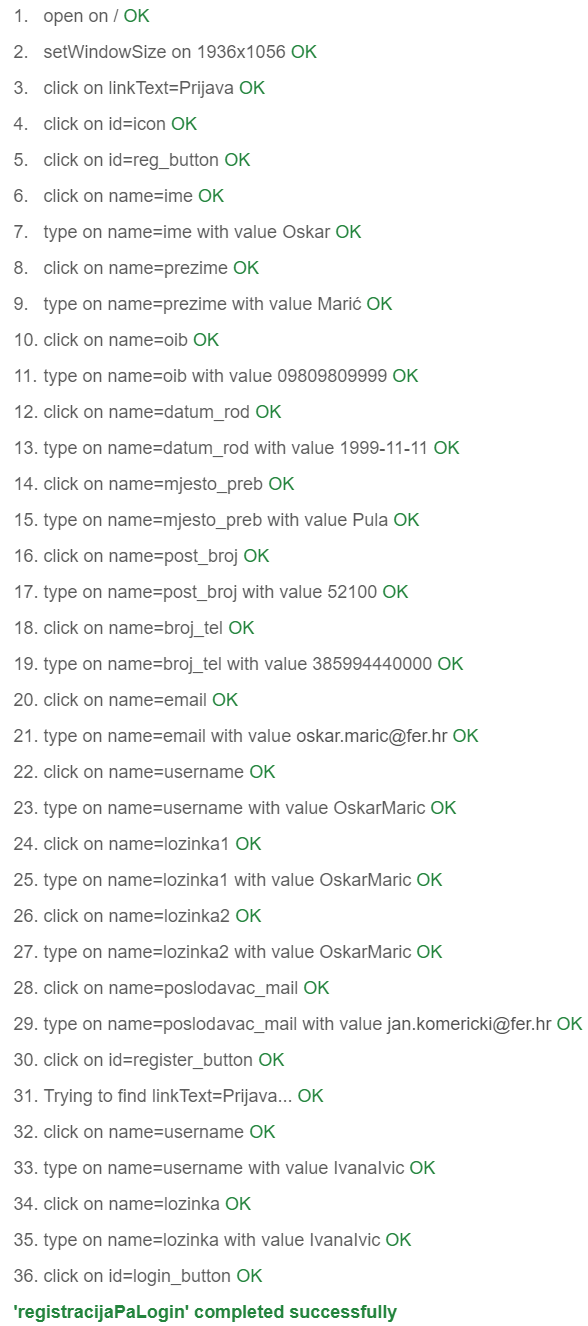 1. open on / OK
2. setWindowSize on 1936x1056 OK
3. click on linkText=Prijava OK
4. click on id=icon OK
5. click on id=reg_button OK
6. click on name=ime OK
7. type on name=ime with value Oskar OK
8. click on name=prezime OK
9. type on name=prezime with value Marić OK
10. click on name=oib OK
11. type on name=oib with value 09809809999 OK
12. click on name=datum_rod OK
13. type on name=datum_rod with value 1999-11-11 OK
14. click on name=mjesto_preb OK
15. type on name=mjesto_preb with value Pula OK
16. click on name=post_broj OK
17. type on name=post_broj with value 52100 OK
18. click on name=broj_tel OK
19. type on name=broj_tel with value 385994440000 OK
20. click on name=email OK
21. type on name=email with value oskar.maric@fer.hr OK
22. click on name=username OK
23. type on name=username with value OskarMaric OK
24. click on name=lozinka1 OK
25. type on name=lozinka1 with value OskarMaric OK
26. click on name=lozinka2 OK
27. type on name=lozinka2 with value OskarMaric OK
28. click on name=poslodavac_mail OK
29. type on name=poslodavac_mail with value jan.komericki@fer.hr OK
30. click on id=register_button OK
31. Trying to find linkText=Prijava... OK
32. click on name=username OK
33. type on name=username with value IvanaIvic OK
34. click on name=lozinka OK
35. type on name=lozinka with value IvanaIvic OK
36. click on id=login_button OK
'registracijaPaLogin' completed successfully